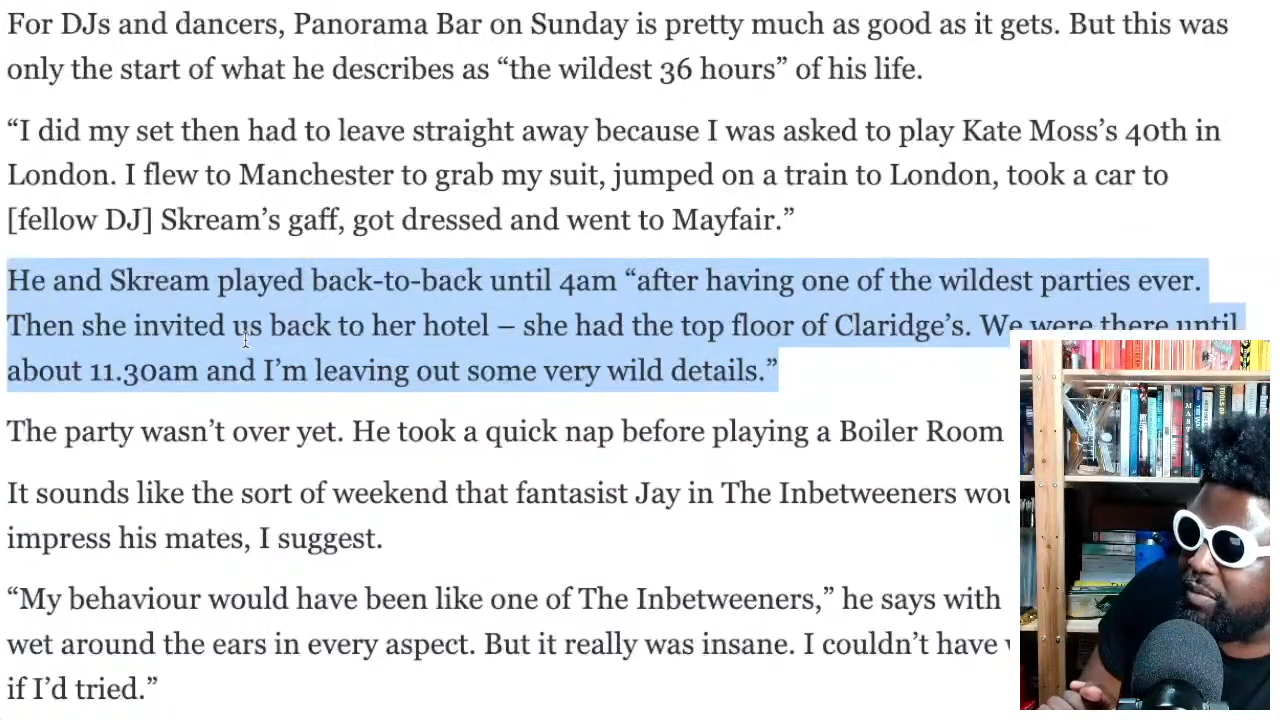 For DJs and dancers, Panorama Bar on Sunday is pretty much as good as it gets. But this was
only the start of what he describes as “the wildest 36 hours” of his life.
“I did my set then had to leave straight away because I was asked to play Kate Moss’s 40th in
London. I flew to Manchester to grab my suit, jumped on a train to London, took a car to
[fellow DJ] Skream’s gaff, got dressed and went to Mayfair.”
He and Skream played back-to-back until 4am “after having one of the wildest parties ever.
Then she invited us back to her hotel – she had the top floor of Claridge’s. We were there until
about 11.30am and I’m leaving out some very wild details.”
The party wasn’t over yet. He took a quick nap before playing a Boiler Room
It sounds like the sort of weekend that fantasist Jay in The Inbetweeners
impress his mates, I suggest.
“My behaviour would have been like one of The Inbetweeners,” he says with
wet around the ears in every aspect. But it really was insane. I couldn’t have
if I’d tried.”